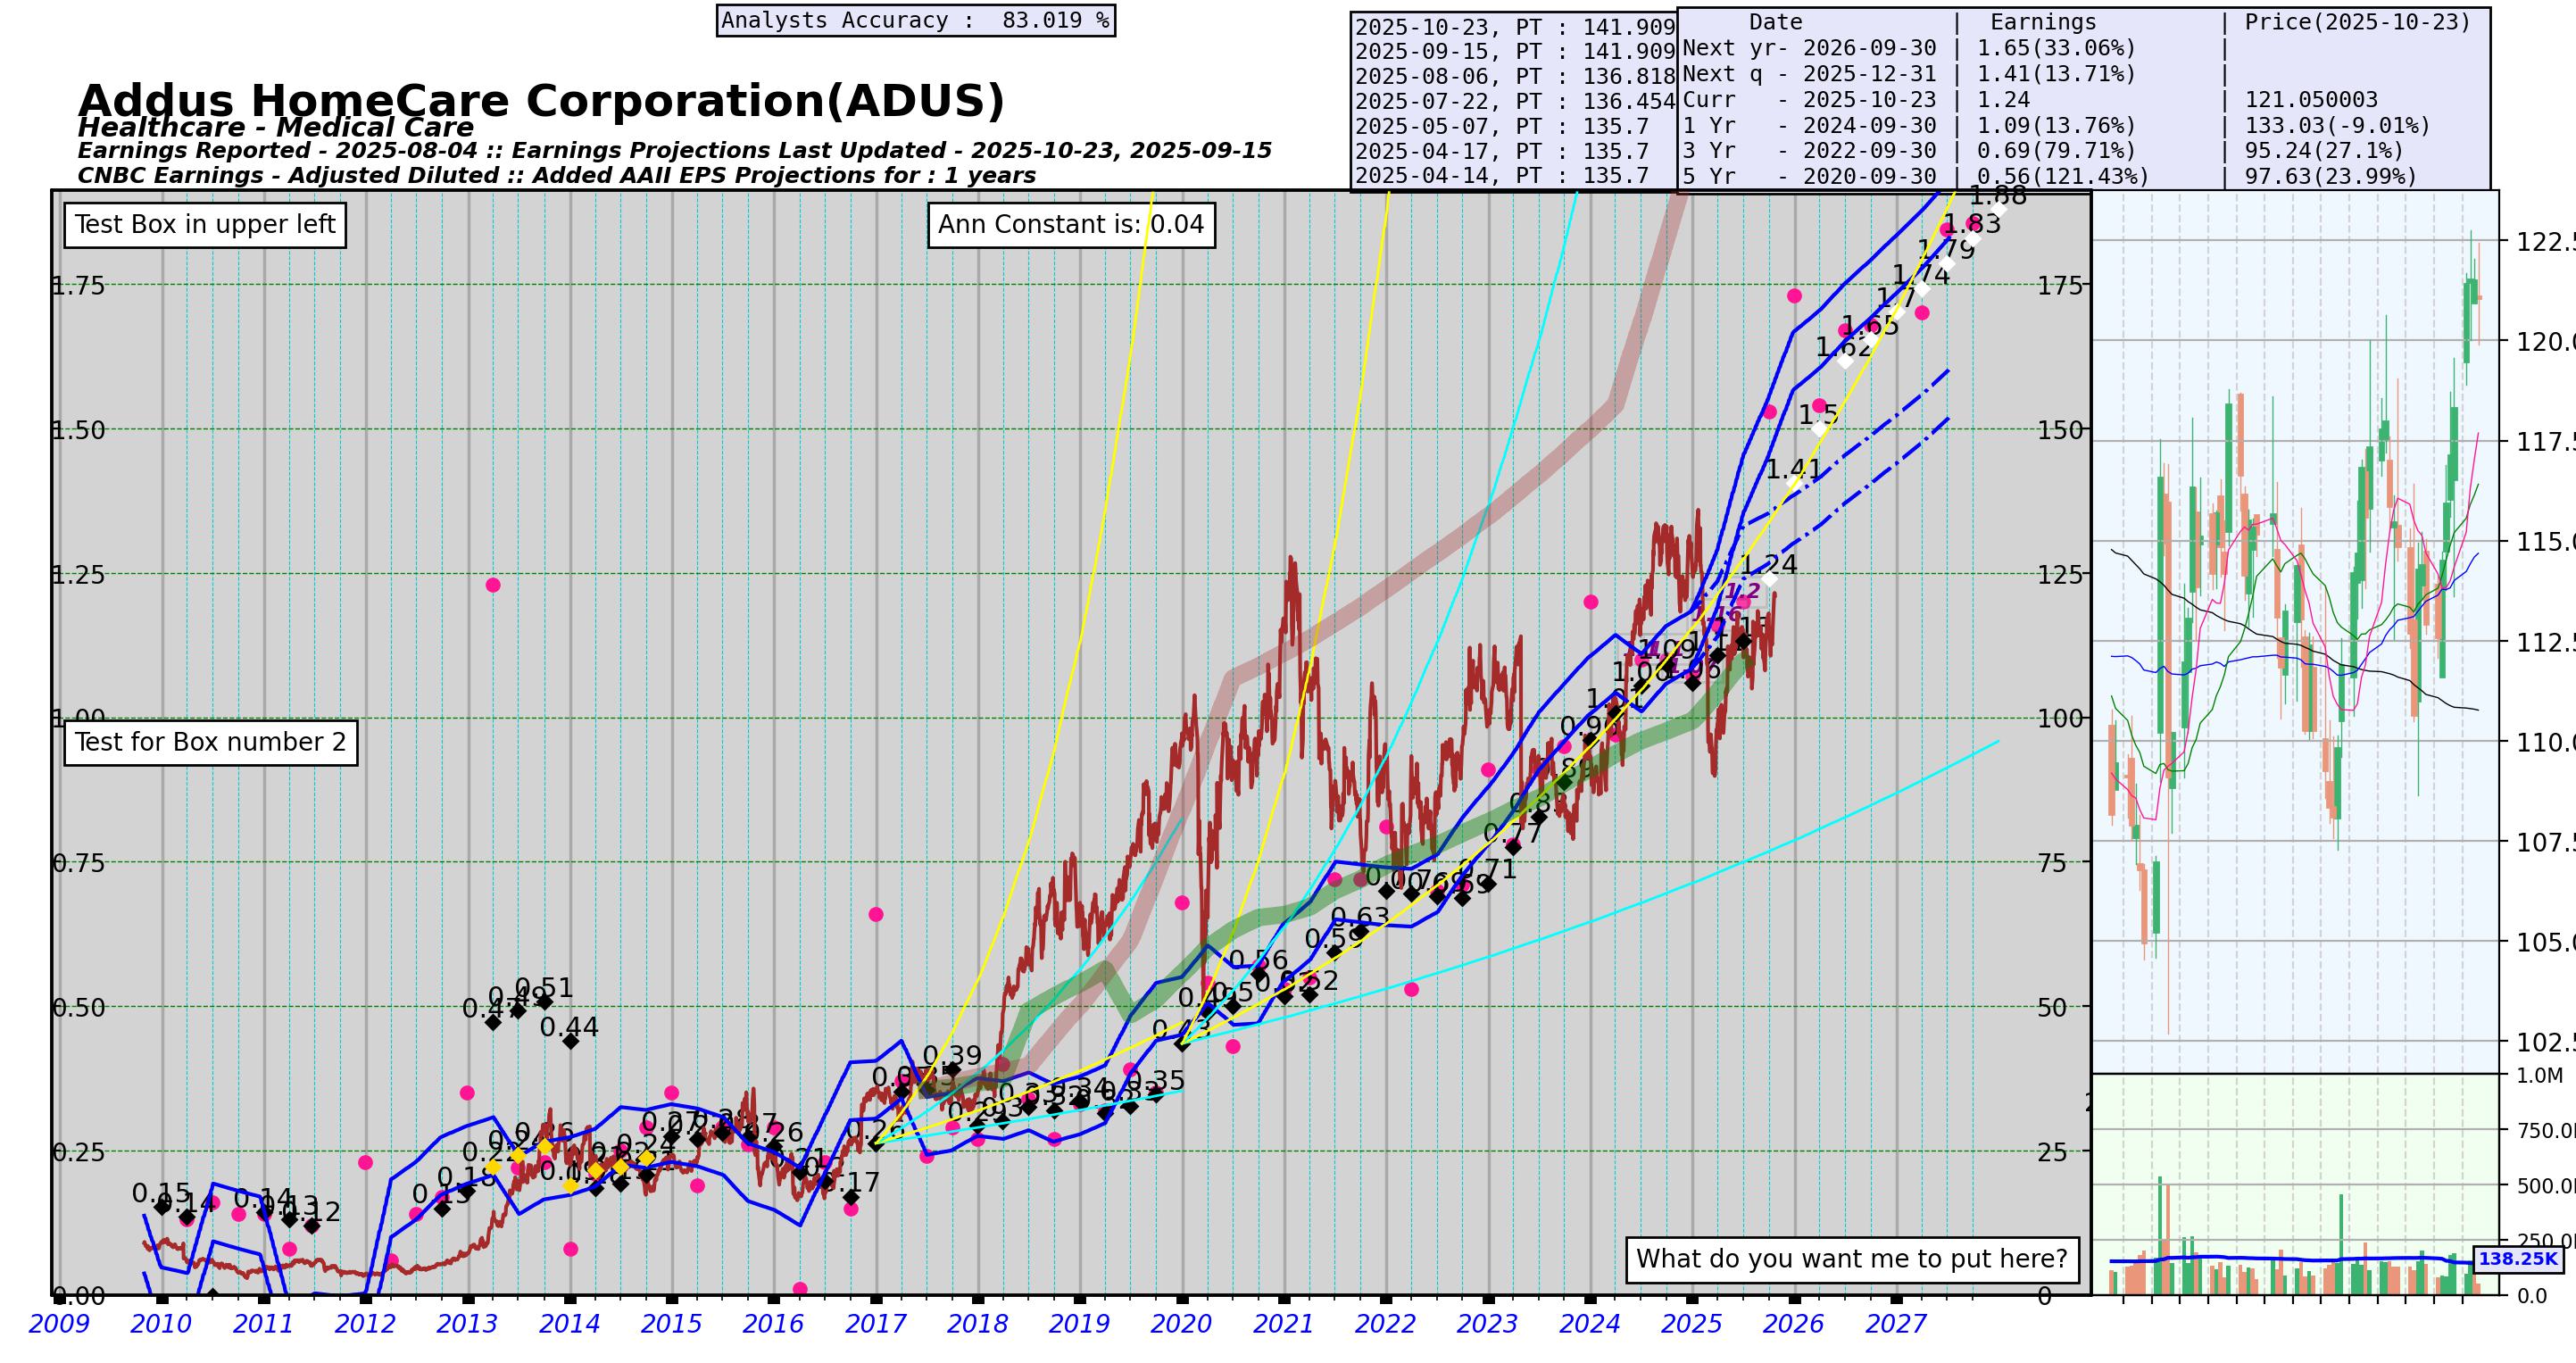 Analysts Accuracy :  83.019 %
2025-10-23, PT : 141.909
2025-09-15, PT : 141.909
2025-08-06, PT : 136.818
2025-07-22, PT : 136.454
2025-05-07, PT : 135.7
2025-04-17, PT : 135.7
2025-04-14, PT : 135.7
Date | Earnings | Price(2025-10-23)
Next yr- 2026-09-30 | 1.65(33.06%) |
Next q - 2025-12-31 | 1.41(13.71%) |
Curr - 2025-10-23 | 1.24 | 121.050003
1 Yr - 2024-09-30 | 1.09(13.76%) | 133.03(-9.01%)
3 Yr - 2022-09-30 | 0.69(79.71%) | 95.24(27.1%)
5 Yr - 2020-09-30 | 0.56(121.43%) | 97.63(23.99%)
Addus HomeCare Corporation(ADUS)
Healthcare - Medical Care
Earnings Reported - 2025-08-04 :: Earnings Projections Last Updated - 2025-10-23, 2025-09-15
CNBC Earnings - Adjusted Diluted :: Added AAII EPS Projections for : 1 years
Test Box in upper left
Ann Constant is: 0.04
Test for Box number 2
What do you want me to put here?
1.75
1.50
1.25
1.00
0.75
0.50
0.25
0.00
175
150
125
100
75
50
25
0
1.88
1.83
1.79
1.74
1.7
1.65
1.62
1.5
1.41
1.24
1.2
0.77
0.71
0.63
0.59
0.56
0.43
0.39
0.35
0.51
0.44
0.15
0.14
0.12
0.17
122.5
120.0
117.5
115.0
112.5
110.0
107.5
105.0
102.5
1.0M
750.0
500.0
250.0
138.25K
0.0
2009 2010 2011 2012 2013 2014 2015 2016 2017 2018 2019 2020 2021 2022 2023 2024 2025 2026 2027